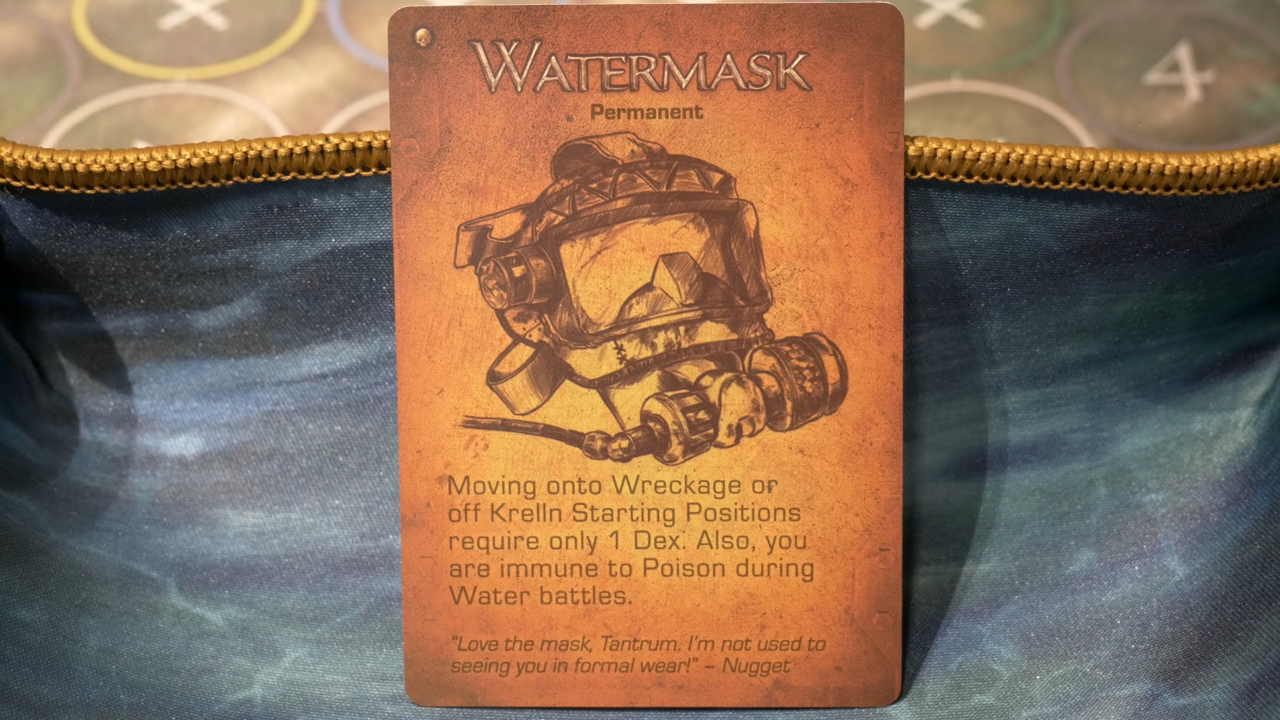 WATERMASK
Permanent
Moving onto Wreckage or
off Krelln Starting Positions
require only 1 Dex. Also, you
are immune to Poison during
Water battles.
"Love the mask, Tantrum. I'm not used to
seeing you in formal wear!" – Nugget
4